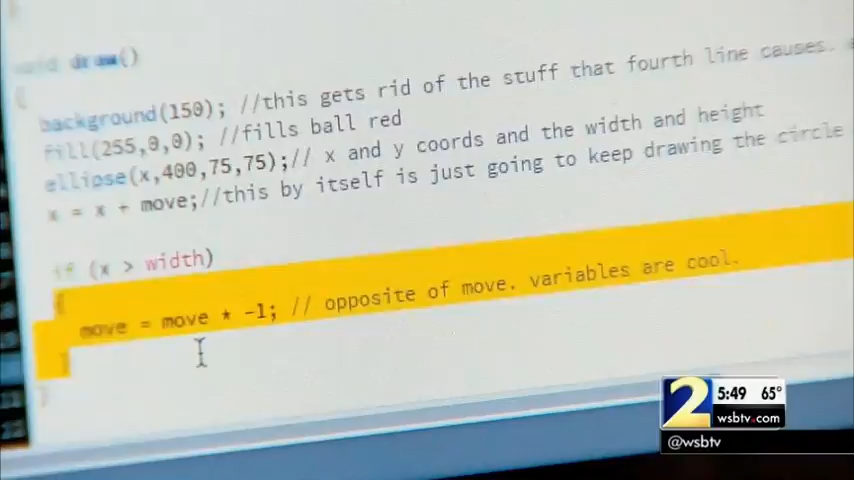 void draw()
{
background(150); //this gets rid of the stuff that fourth line causes.
fill(255,0,0); //fills ball red
ellipse(x,400,75,75);// x and y coords and the width and height
x = x + move;//this by itself is just going to keep drawing the circle
if (x > width)
{
move = move * -1; // opposite of move. variables are cool.
}
}
2 5:49 65°
wsbtv.com
@wsbtv